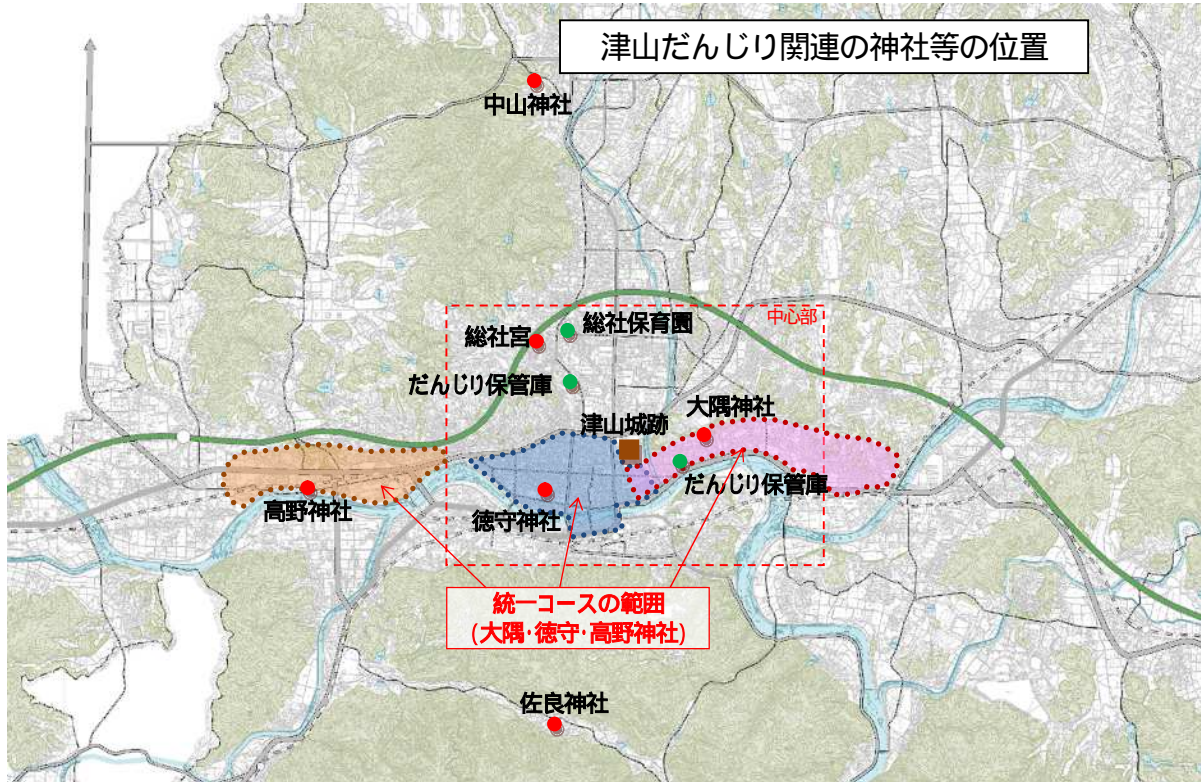 津山だんじり関連の神社等の位置
中山神社
中心部
総社保育園
総社宮
だんじり保管庫
大隅神社
津山城跡
だんじり保管庫
高野神社
徳守神社
統一コースの範囲
(大隅・徳守・高野神社)
佐良神社